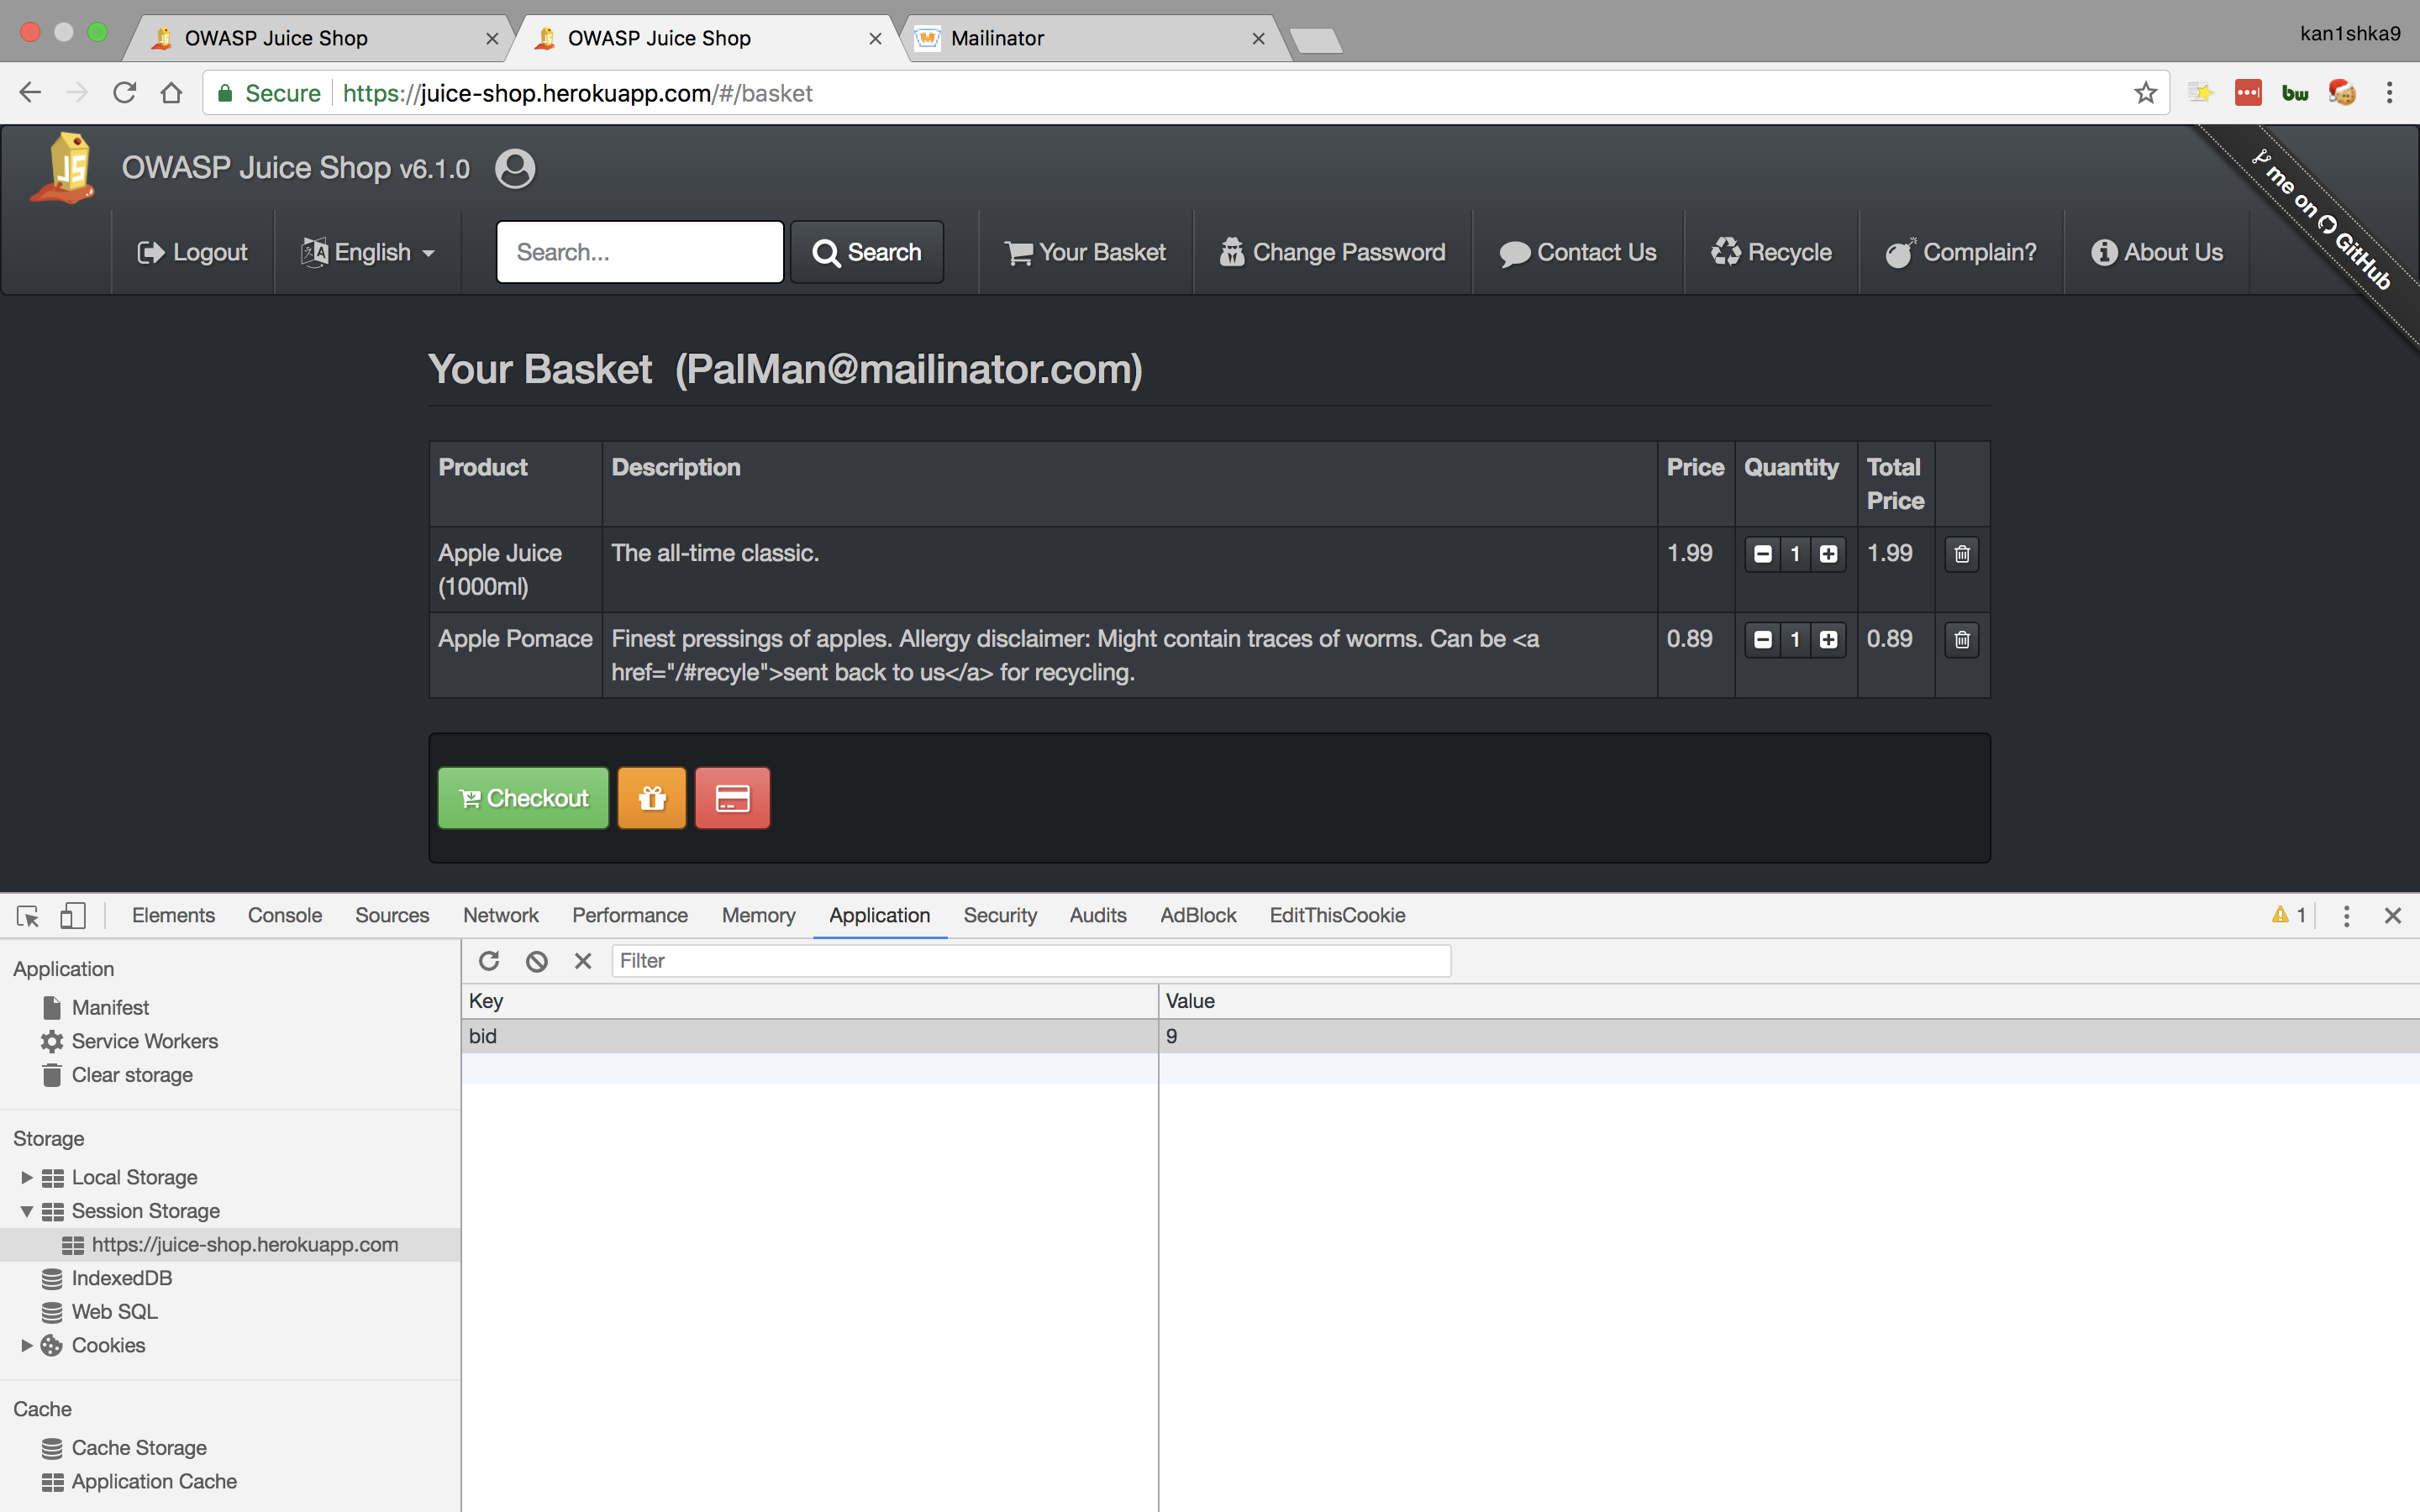 OWASP Juice Shop
OWASP Juice Shop
Mailinator
kan1shka9
Secure https://juice-shop.herokuapp.com/#/basket
bw
JS
OWASP Juice Shop v6.1.0
Logout
English
Search...
Search
Your Basket
Change Password
Contact Us
Recycle
Complain?
About Us
me on GitHub
Your Basket (PalMan@mailinator.com)
Product Description Price Quantity Total
Price
Apple Juice The all-time classic. 1.99 1 1.99
(1000ml)
Apple Pomace Finest pressings of apples. Allergy disclaimer: Might contain traces of worms. Can be <a 0.89 1 0.89
href="/#recyle">sent back to us</a> for recycling.
Checkout
Elements Console Sources Network Performance Memory Application Security Audits AdBlock EditThisCookie 1
Application
Manifest
Service Workers
Clear storage
Storage
Local Storage
Session Storage
https://juice-shop.herokuapp.com
IndexedDB
Web SQL
Cookies
Cache
Cache Storage
Application Cache
Filter
Key Value
bid 9